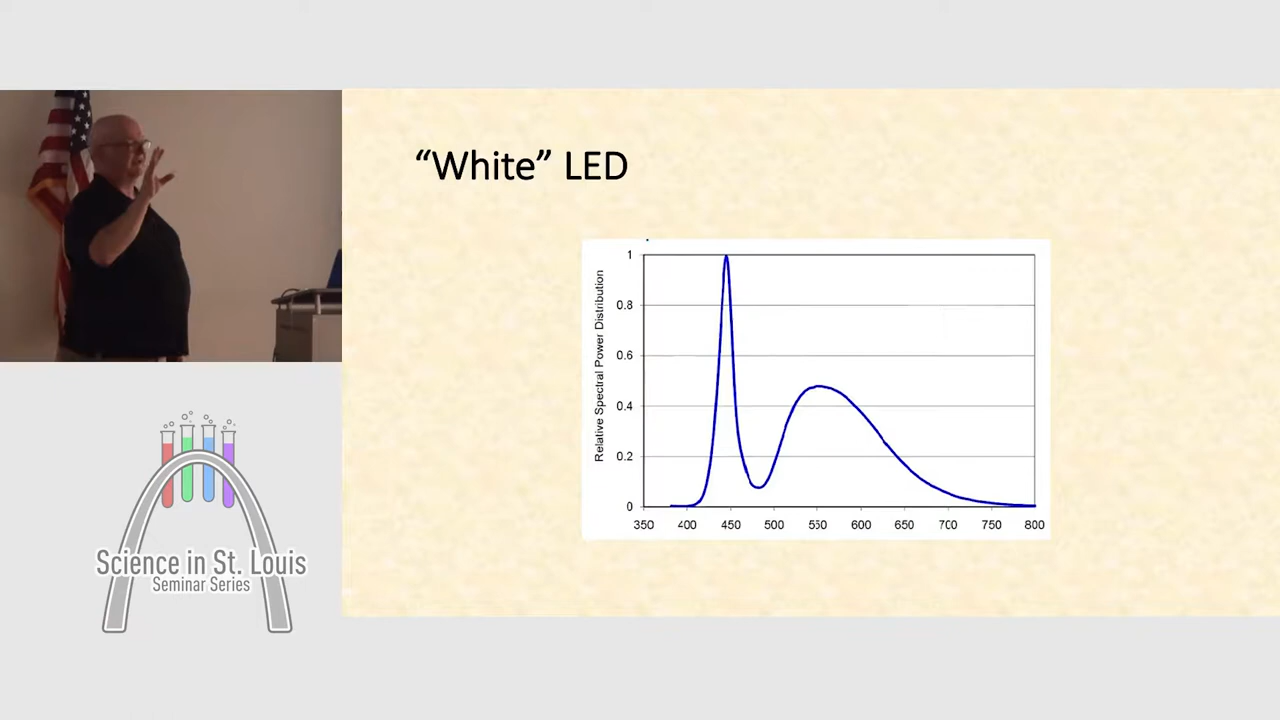 “White” LED
Relative Spectral Power Distribution
1
0.8
0.6
0.4
0.2
0
350 400 450 500 550 600 650 700 750 800
Science in St. Louis
Seminar Series